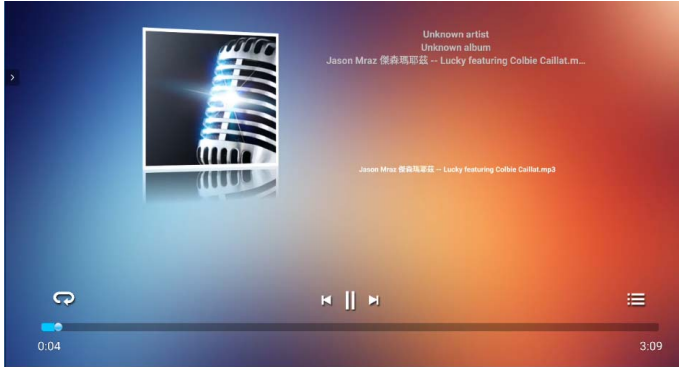 Unknown artist
Unknown album
Jason Mraz 傑森瑪耶茲 -- Lucky featuring Colbie Caillat.m...
Jason Mraz 傑森瑪耶茲 -- Lucky featuring Colbie Caillat.mp3
0:04
3:09